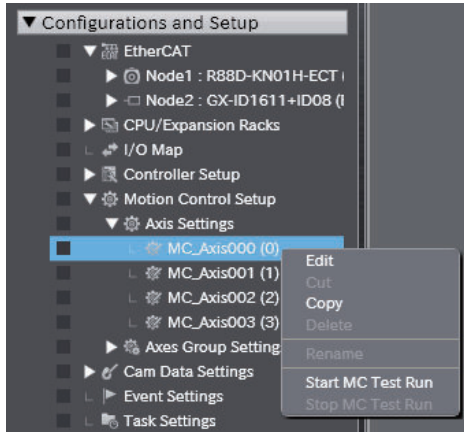 Configurations and Setup
EtherCAT
Node1 : R88D-KN01H-ECT (
Node2 : GX-ID1611+ID08 (I
CPU/Expansion Racks
I/O Map
Controller Setup
Motion Control Setup
Axis Settings
MC_Axis000 (0)
MC_Axis001 (1)
MC_Axis002 (2)
MC_Axis003 (3)
Axes Group Setting
Cam Data Settings
Event Settings
Task Settings
Edit
Cut
Copy
Delete
Rename
Start MC Test Run
Stop MC Test Run